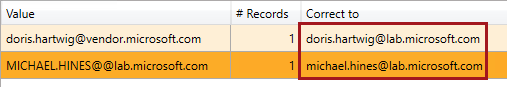 Value # Records Correct to
doris.hartwig@vendor.microsoft.com 1 doris.hartwig@lab.microsoft.com
MICHAEL.HINES@@lab.microsoft.com 1 michael.hines@lab.microsoft.com